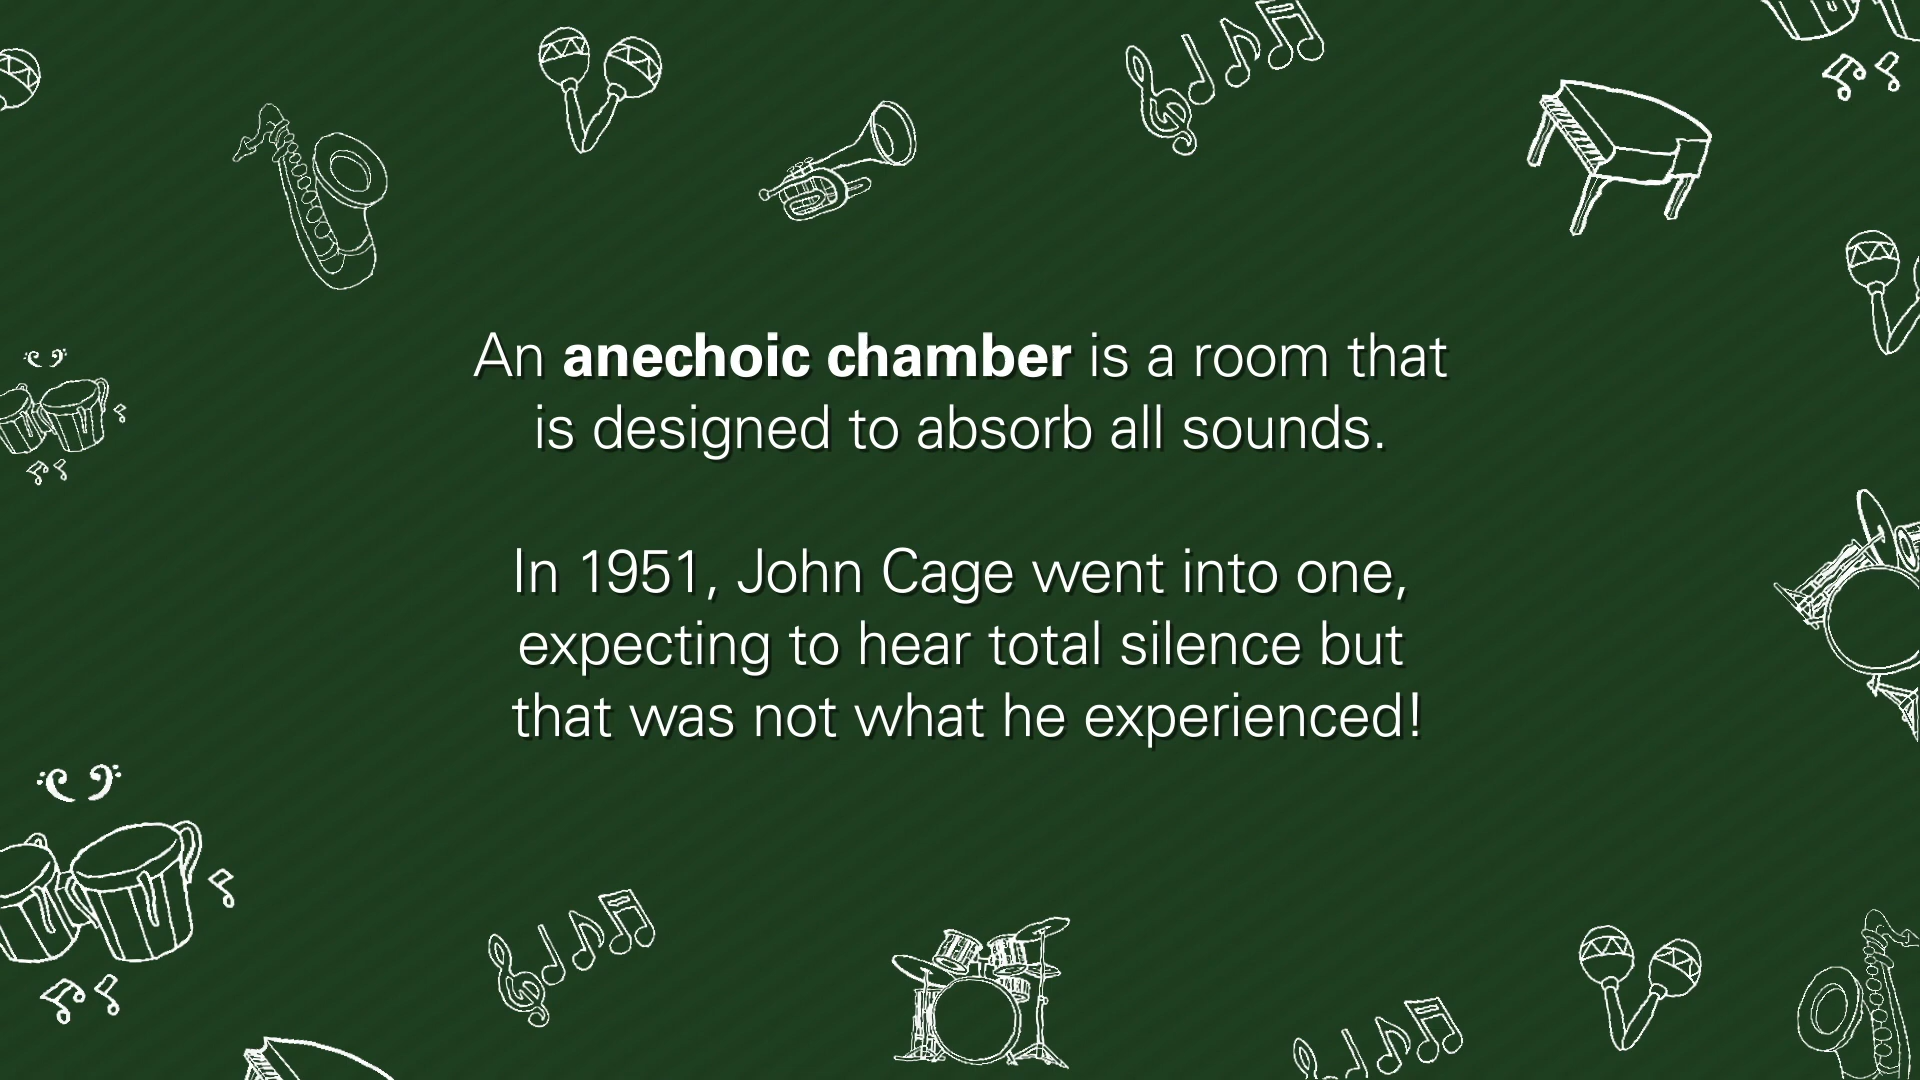 An anechoic chamber is a room that
is designed to absorb all sounds.
In 1951, John Cage went into one,
expecting to hear total silence but
that was not what he experienced!